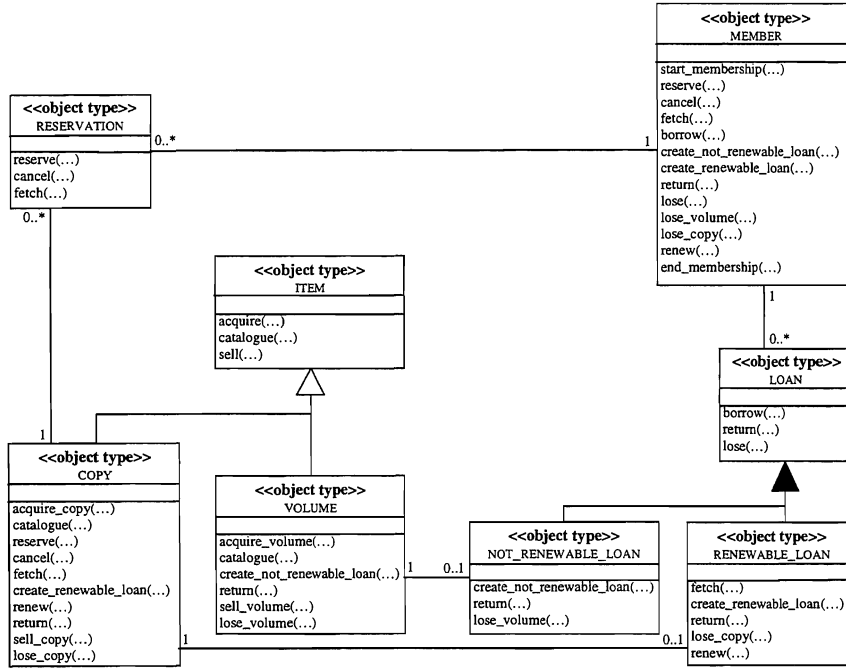 <<object type>>
MEMBER
start_membership(...)
reserve(...)
cancel(...)
fetch(...)
borrow(...)
create_not_renewable_loan(...)
create_renewable_loan(...)
return(...)
lose(...)
lose_volume(...)
lose_copy(...)
renew(...)
end_membership(...)
<<object type>>
RESERVATION
reserve(...)
cancel(...)
fetch(...)
0..*
1
0..*
1
<<object type>>
ITEM
acquire(...)
catalogue(...)
sell(...)
1
0..*
<<object type>>
LOAN
borrow(...)
return(...)
lose(...)
<<object type>>
COPY
acquire_copy(...)
catalogue(...)
reserve(...)
cancel(...)
fetch(...)
create_renewable_loan(...)
renew(...)
return(...)
sell_copy(...)
lose_copy(...)
<<object type>>
VOLUME
acquire_volume(...)
catalogue(...)
create_not_renewable_loan(...)
return(...)
sell_volume(...)
lose_volume(...)
1
0..1
<<object type>>
NOT_RENEWABLE_LOAN
create_not_renewable_loan(...)
return(...)
lose_volume(...)
<<object type>>
RENEWABLE_LOAN
fetch(...)
create_renewable_loan(...)
return(...)
lose_copy(...)
renew(...)
1
0..1